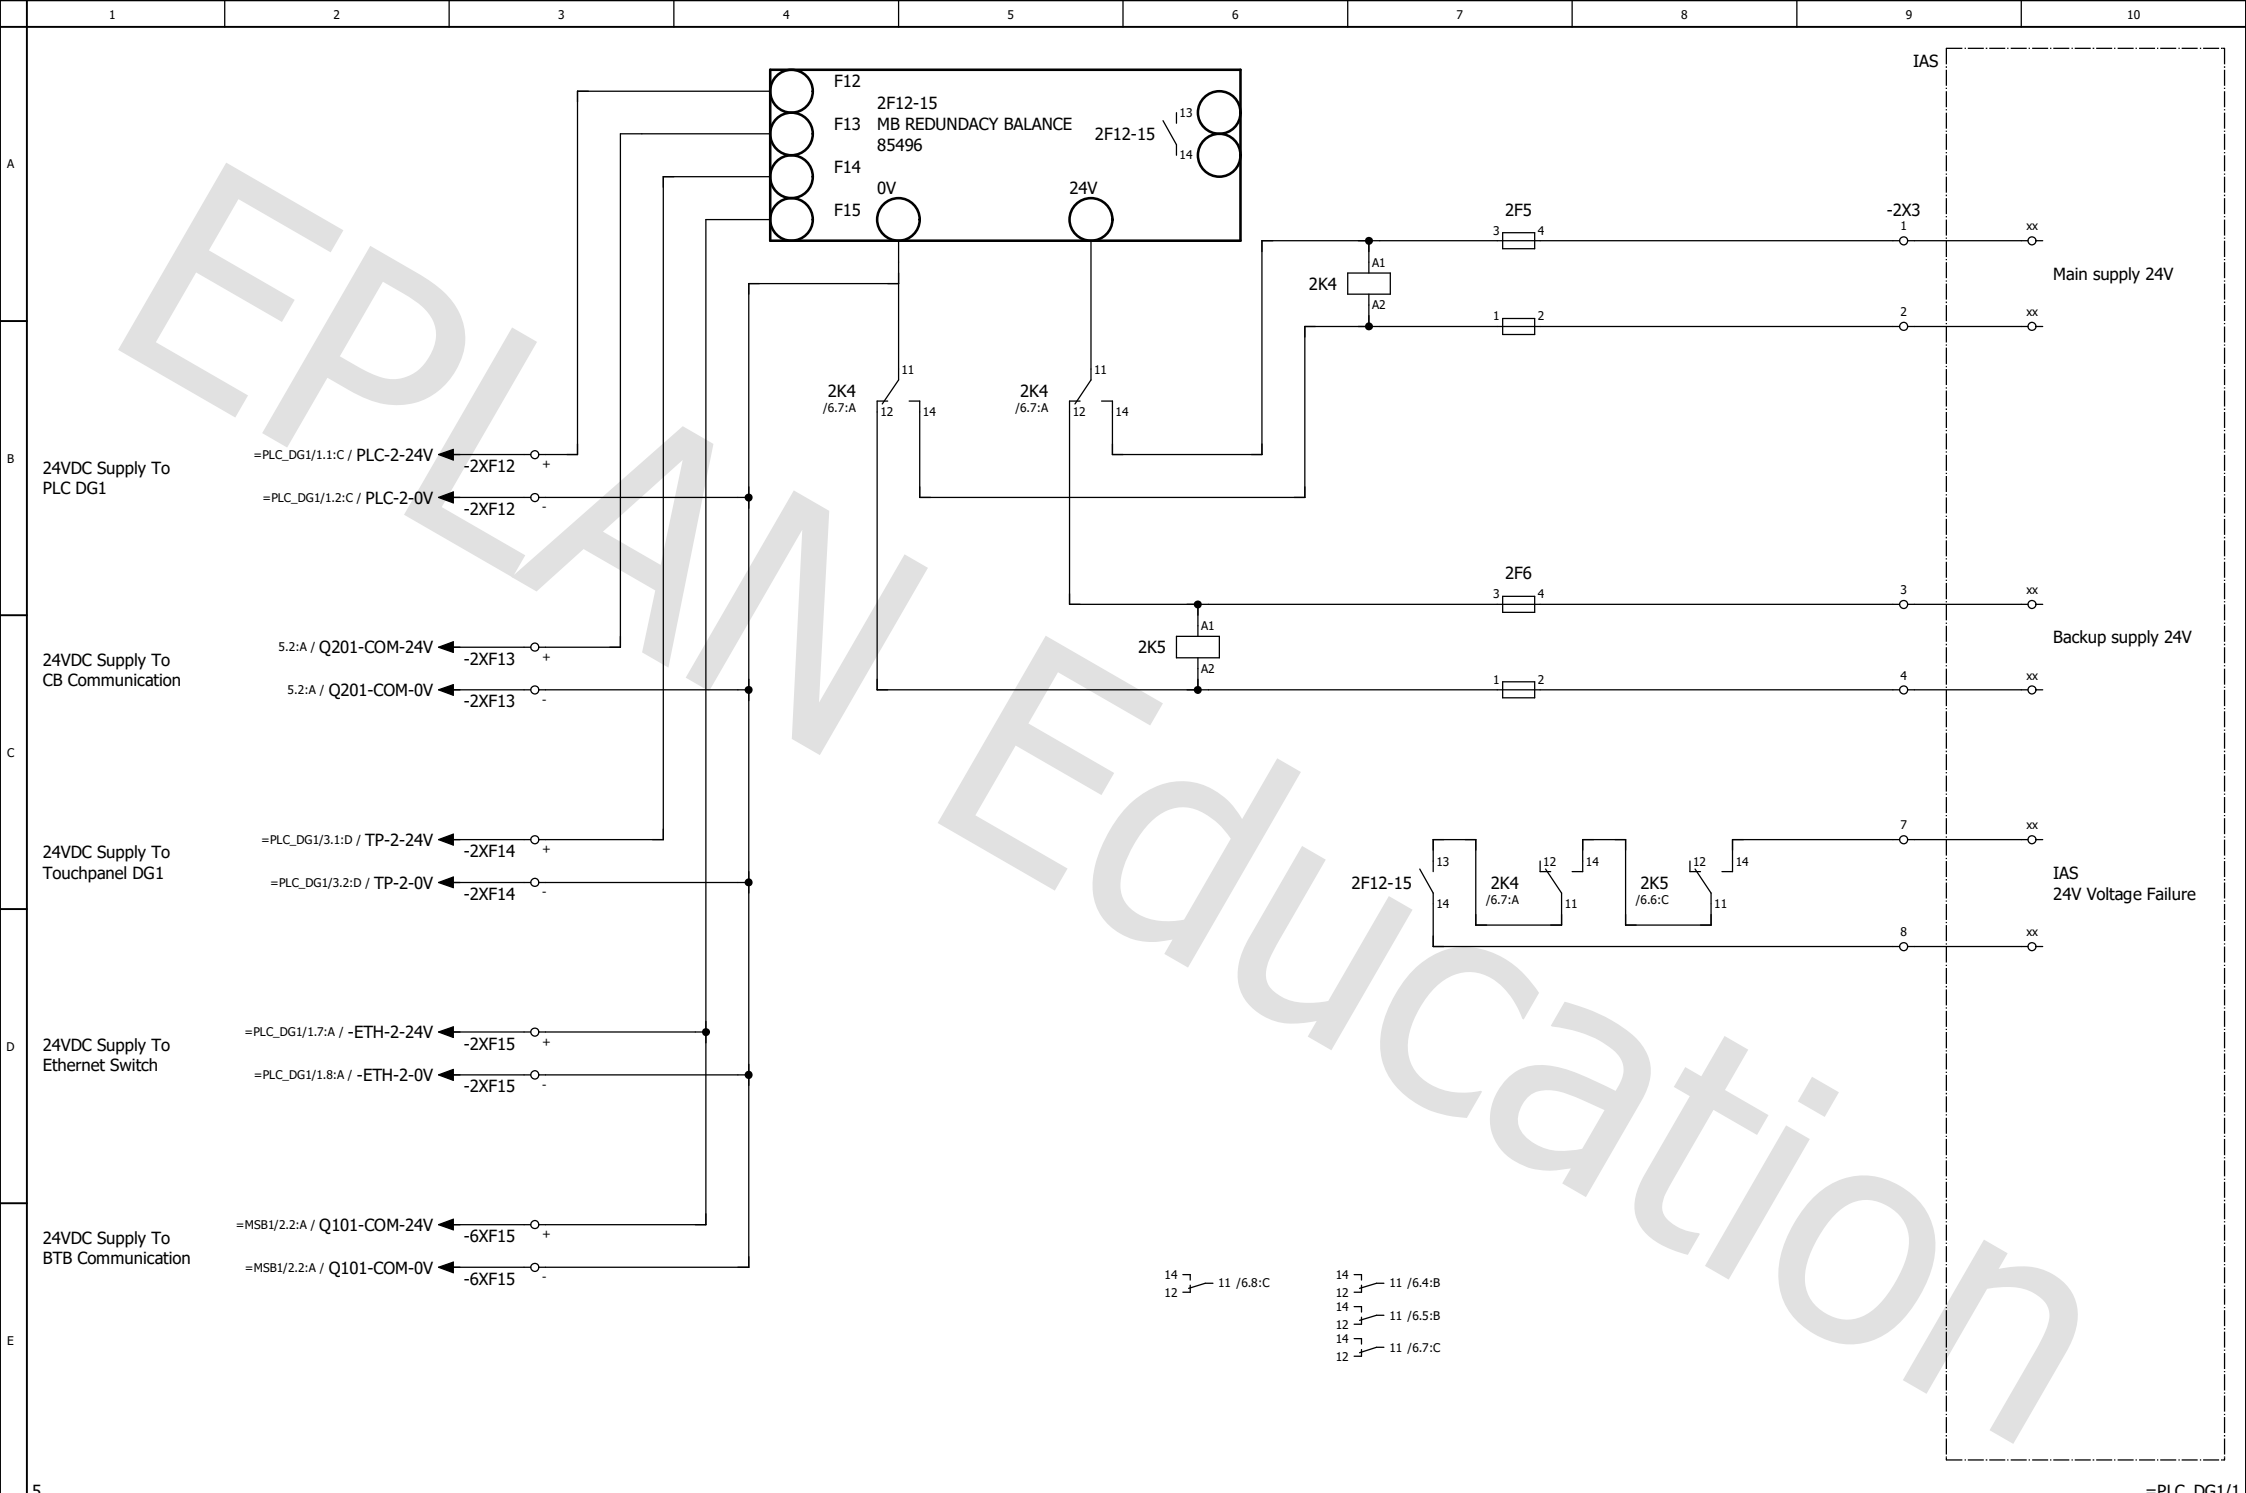 1 2 3 4 5 6 7 8 9 10
A
B
C
D
E
EPLAN Education
IAS
F12
F13
F14
F15
2F12-15
MB REDUNDACY BALANCE
85496
0V
24V
2F12-15
13
14
2F5
3 4
-2X3
1
xx
Main supply 24V
2K4
A1
A2
1 2
2
xx
2K4
/6.7:A
11
12 14
2K4
/6.7:A
11
12 14
24VDC Supply To
PLC DG1
=PLC_DG1/1.1:C / PLC-2-24V
-2XF12 +
=PLC_DG1/1.2:C / PLC-2-0V
-2XF12 -
2F6
3 4
3
xx
Backup supply 24V
2K5
A1
A2
1 2
4
xx
24VDC Supply To
CB Communication
5.2:A / Q201-COM-24V
-2XF13 +
5.2:A / Q201-COM-0V
-2XF13 -
24VDC Supply To
Touchpanel DG1
=PLC_DG1/3.1:D / TP-2-24V
-2XF14 +
=PLC_DG1/3.2:D / TP-2-0V
-2XF14 -
2F12-15
13
14
2K4
/6.7:A
12 14
11
2K5
/6.6:C
12 14
11
7
xx
IAS
24V Voltage Failure
8
xx
24VDC Supply To
Ethernet Switch
=PLC_DG1/1.7:A / -ETH-2-24V
-2XF15 +
=PLC_DG1/1.8:A / -ETH-2-0V
-2XF15 -
24VDC Supply To
BTB Communication
=MSB1/2.2:A / Q101-COM-24V
-6XF15 +
=MSB1/2.2:A / Q101-COM-0V
-6XF15 -
14
12 11 /6.8:C
14
12 11 /6.4:B
14
12 11 /6.5:B
14
12 11 /6.7:C
5
=PLC_DG1/1